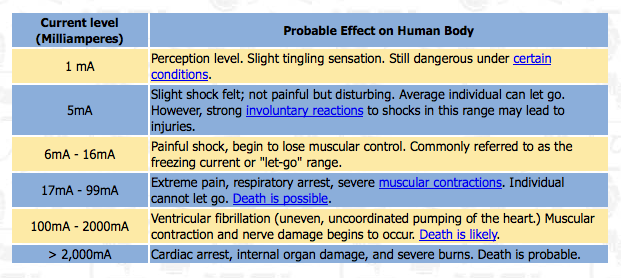 Current level
(Milliamperes)
Probable Effect on Human Body
1 mA
Perception level. Slight tingling sensation. Still dangerous under certain
conditions.
5mA
Slight shock felt; not painful but disturbing. Average individual can let go.
However, strong involuntary reactions to shocks in this range may lead to
injuries.
6mA - 16mA
Painful shock, begin to lose muscular control. Commonly referred to as the
freezing current or "let-go" range.
17mA - 99mA
Extreme pain, respiratory arrest, severe muscular contractions. Individual
cannot let go. Death is possible.
100mA - 2000mA
Ventricular fibrillation (uneven, uncoordinated pumping of the heart.) Muscular
contraction and nerve damage begins to occur. Death is likely.
> 2,000mA
Cardiac arrest, internal organ damage, and severe burns. Death is probable.